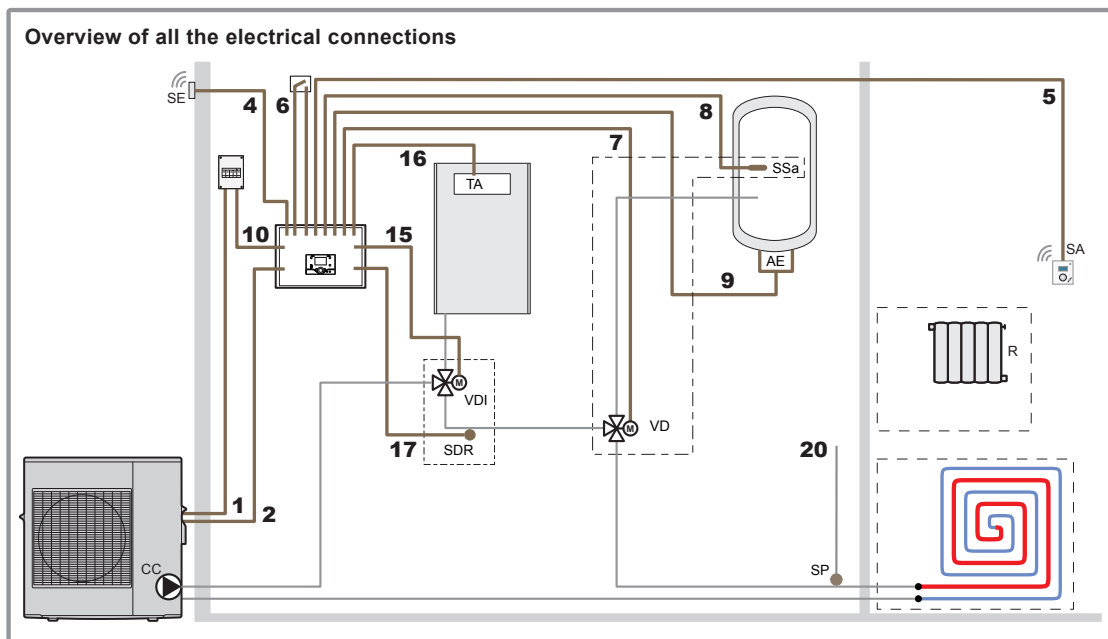 Overview of all the electrical connections
SE
4
6
8
5
7
16
TA
SSa
10
15
9
AE
SA
R
M
VDI
M
VD
17
SDR
20
1
2
CC
SP